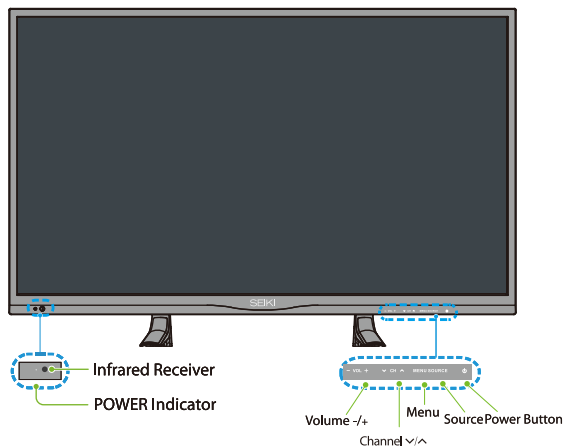 SEIKI
Infrared Receiver
POWER Indicator
− VOL + ∨ CH ∧ MENU SOURCE
Volume -/+
Channel ∨/∧
Menu
Source
Power Button